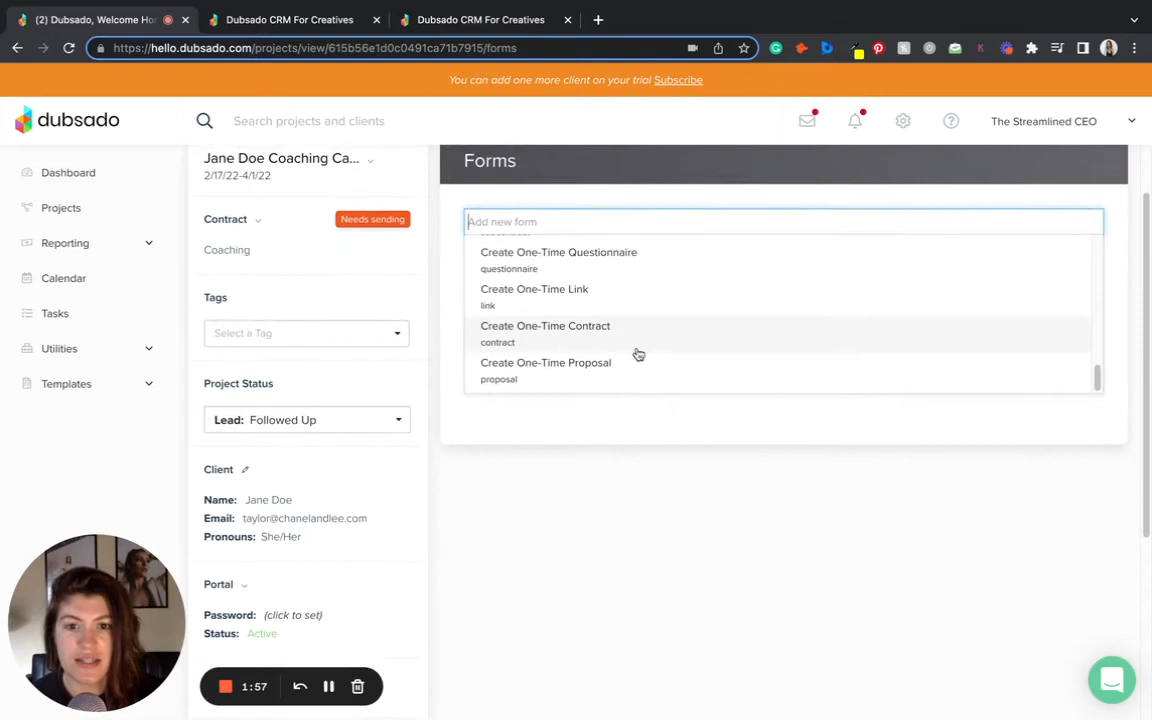 (2) Dubsado, Welcome Ho
Dubsado CRM For Creatives
Dubsado CRM For Creatives
https://hello.dubsado.com/projects/view/615b56e1d0c0491ca71b7915/forms
You can add one more client on your trial Subscribe
dubsado
Search projects and clients
The Streamlined CEO
Dashboard
Projects
Reporting
Calendar
Tasks
Utilities
Templates
Jane Doe Coaching Ca...
2/17/22-4/1/22
Contract
Needs sending
Coaching
Tags
Select a Tag
Project Status
Lead: Followed Up
Client
Name: Jane Doe
Email: taylor@chanelandlee.com
Pronouns: She/Her
Portal
Password: (click to set)
Status: Active
1:57
Forms
Add new form
Create One-Time Questionnaire
questionnaire
Create One-Time Link
link
Create One-Time Contract
contract
Create One-Time Proposal
proposal